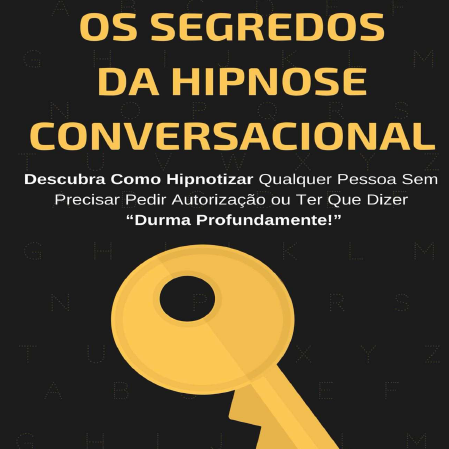 OS SEGREDOS
DA HIPNOSE
CONVERSACIONAL
Descubra Como Hipnotizar Qualquer Pessoa Sem
Precisar Pedir Autorização ou Ter Que Dizer
“Durma Profundamente!”